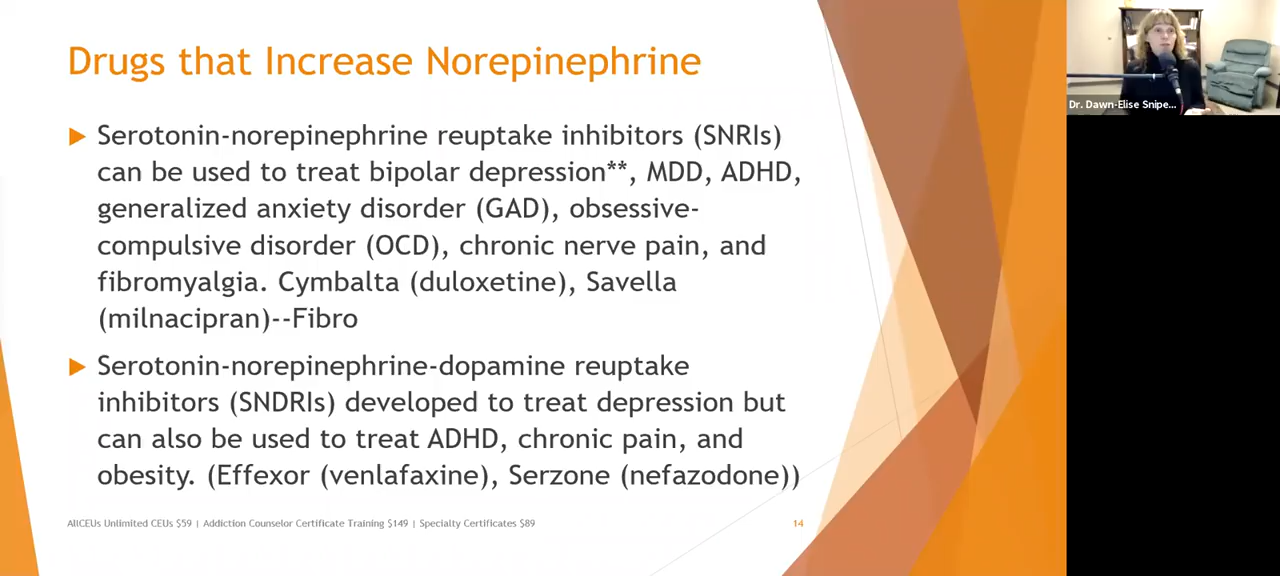 Drugs that Increase Norepinephrine
Serotonin-norepinephrine reuptake inhibitors (SNRIs)
can be used to treat bipolar depression**, MDD, ADHD,
generalized anxiety disorder (GAD), obsessive-
compulsive disorder (OCD), chronic nerve pain, and
fibromyalgia. Cymbalta (duloxetine), Savella
(milnacipran)--Fibro
Serotonin-norepinephrine-dopamine reuptake
inhibitors (SNDRIs) developed to treat depression but
can also be used to treat ADHD, chronic pain, and
obesity. (Effexor (venlafaxine), Serzone (nefazodone))
AllCEUs Unlimited CEUs $59 | Addiction Counselor Certificate Training $149 | Specialty Certificates $89
14
Dr. Dawn-Elise Snipe...